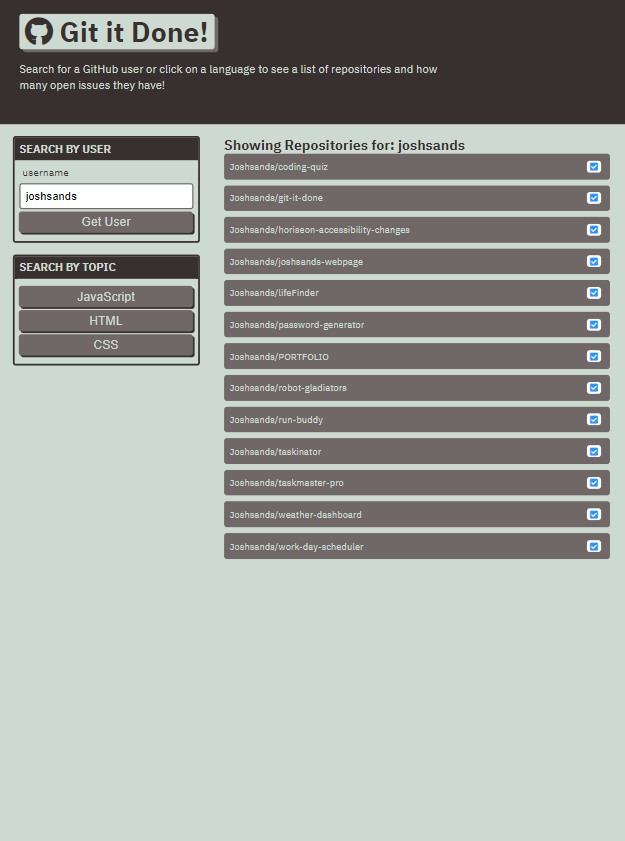 Git it Done!
Search for a GitHub user or click on a language to see a list of repositories and how
many open issues they have!
SEARCH BY USER
username
joshsands
Get User
SEARCH BY TOPIC
JavaScript
HTML
CSS
Showing Repositories for: joshsands
Joshsands/coding-quiz
Joshsands/git-it-done
Joshsands/horiseon-accessibility-changes
Joshsands/joshsands-webpage
Joshsands/lifeFinder
Joshsands/password-generator
Joshsands/PORTFOLIO
Joshsands/robot-gladiators
Joshsands/run-buddy
Joshsands/taskinator
Joshsands/taskmaster-pro
Joshsands/weather-dashboard
Joshsands/work-day-scheduler